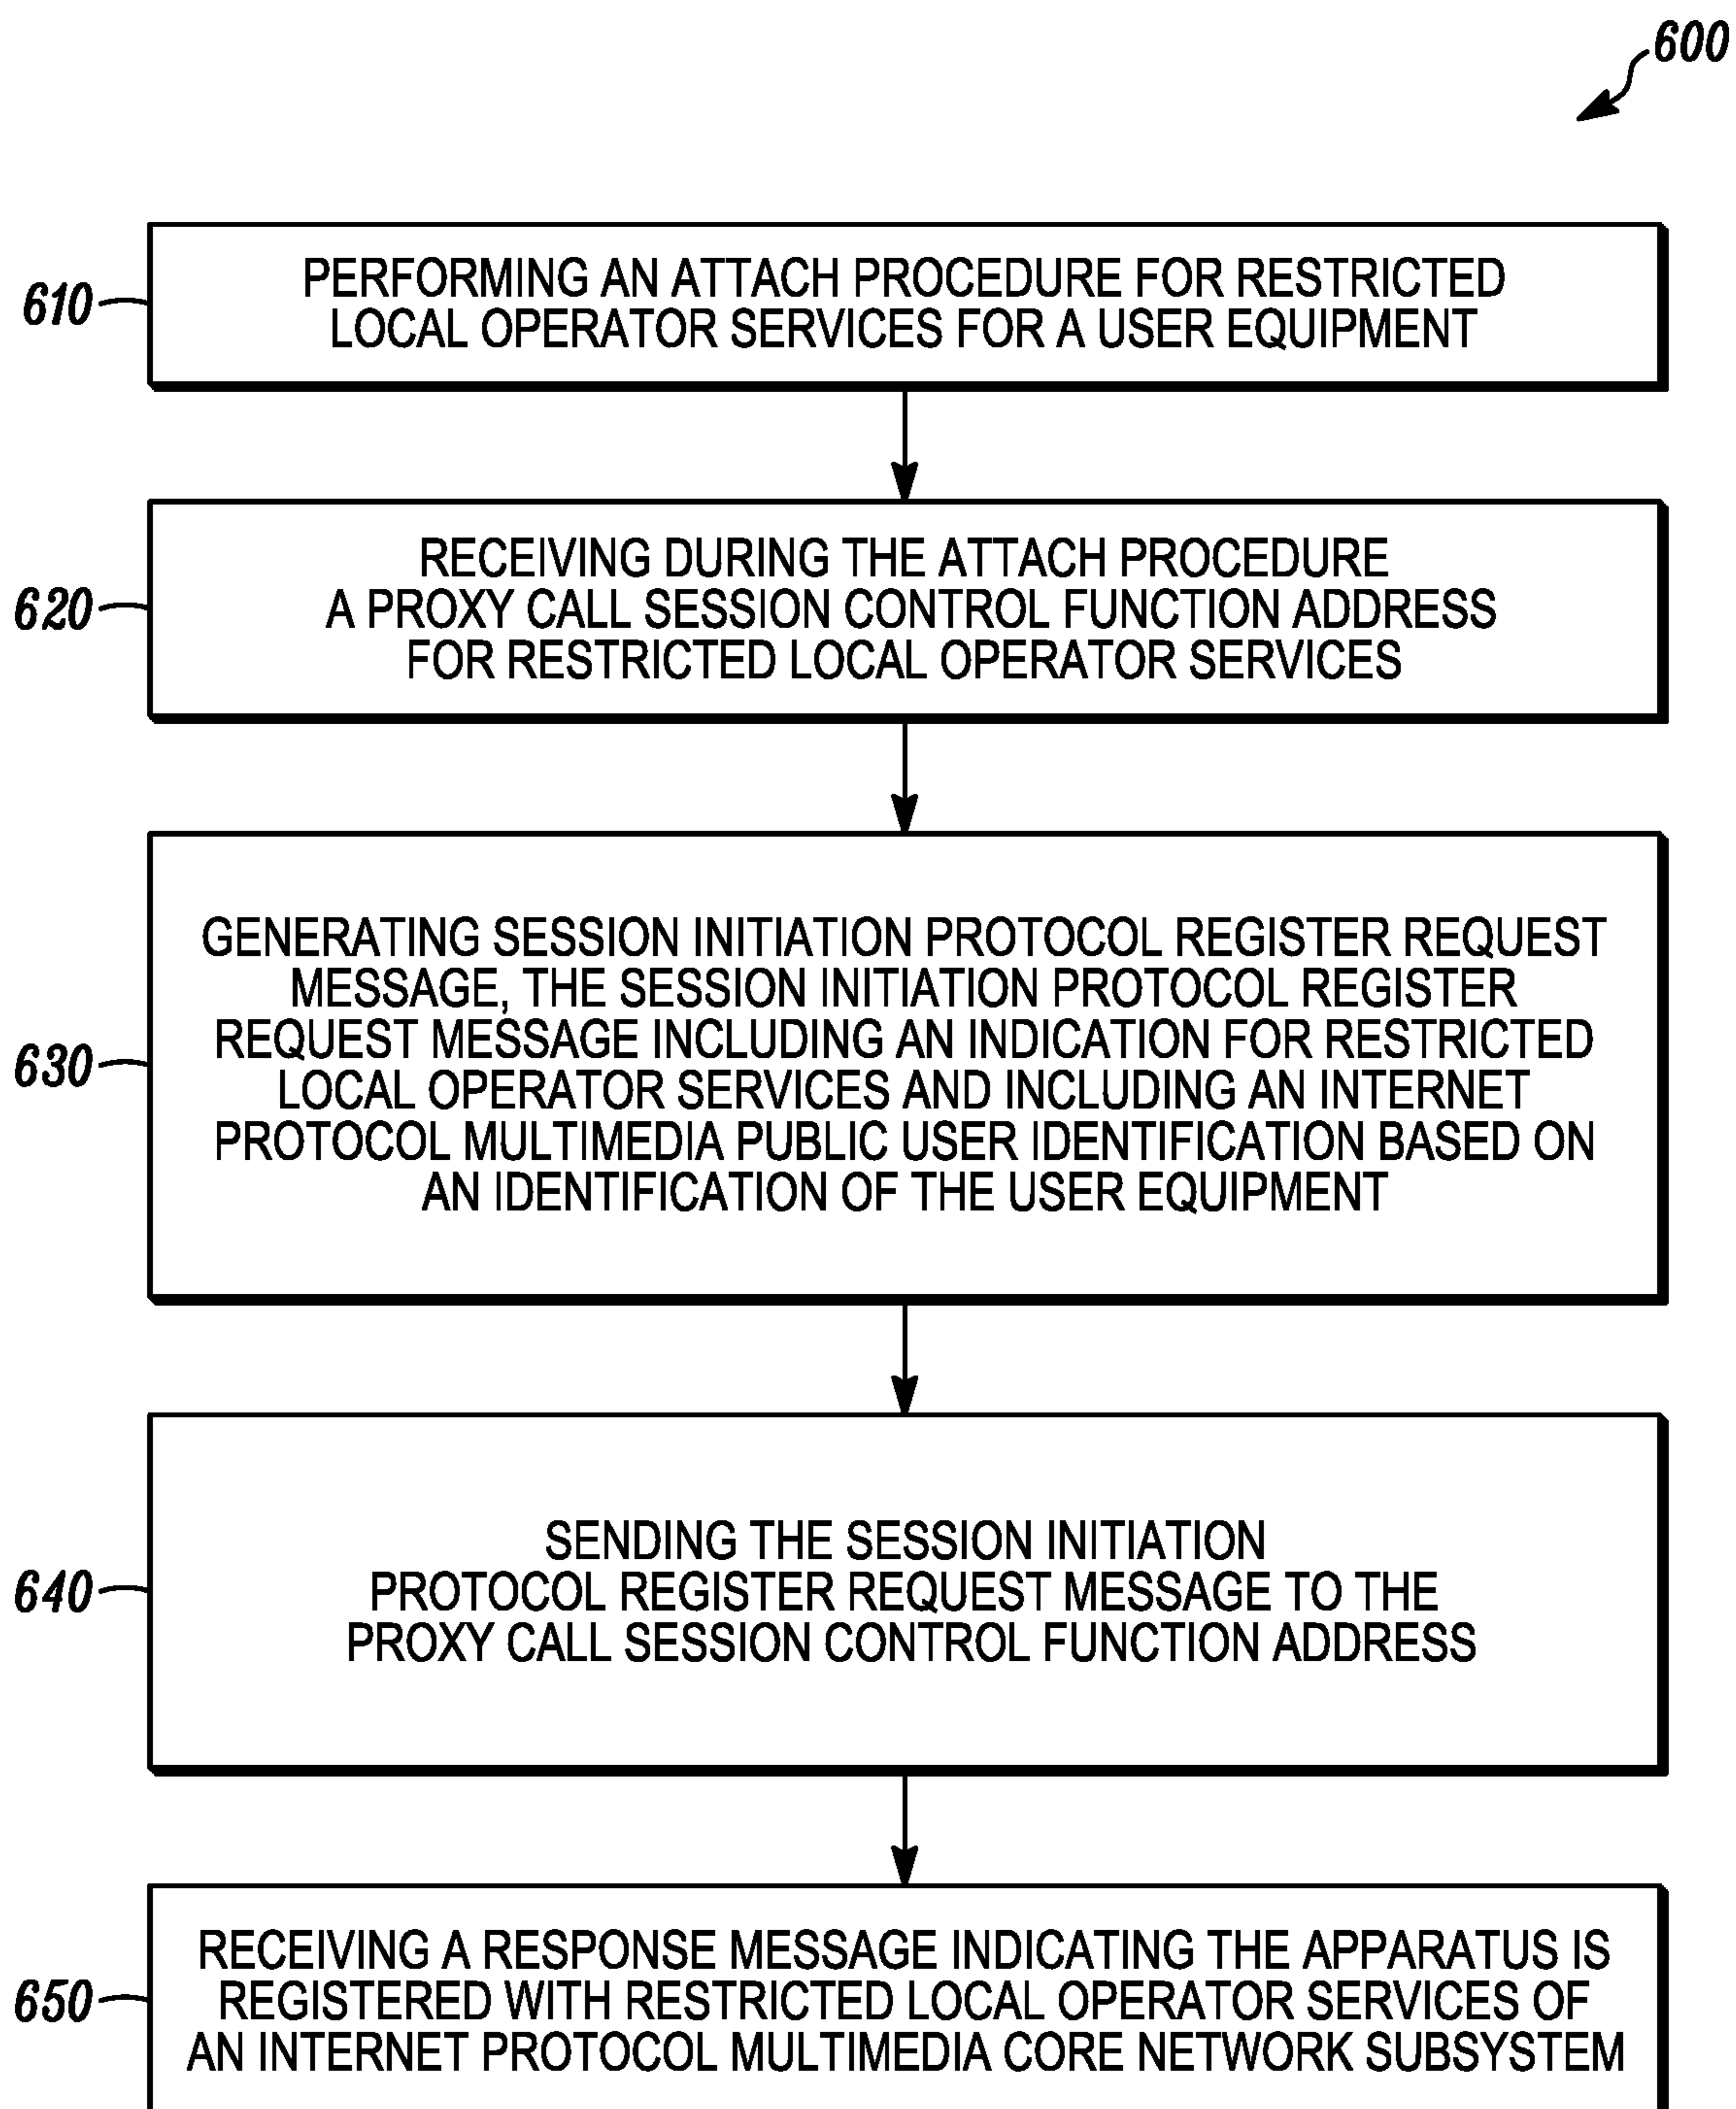 600
610
PERFORMING AN ATTACH PROCEDURE FOR RESTRICTED
LOCAL OPERATOR SERVICES FOR A USER EQUIPMENT
620
RECEIVING DURING THE ATTACH PROCEDURE
A PROXY CALL SESSION CONTROL FUNCTION ADDRESS
FOR RESTRICTED LOCAL OPERATOR SERVICES
630
GENERATING SESSION INITIATION PROTOCOL REGISTER REQUEST
MESSAGE, THE SESSION INITIATION PROTOCOL REGISTER
REQUEST MESSAGE INCLUDING AN INDICATION FOR RESTRICTED
LOCAL OPERATOR SERVICES AND INCLUDING AN INTERNET
PROTOCOL MULTIMEDIA PUBLIC USER IDENTIFICATION BASED ON
AN IDENTIFICATION OF THE USER EQUIPMENT
640
SENDING THE SESSION INITIATION
PROTOCOL REGISTER REQUEST MESSAGE TO THE
PROXY CALL SESSION CONTROL FUNCTION ADDRESS
650
RECEIVING A RESPONSE MESSAGE INDICATING THE APPARATUS IS
REGISTERED WITH RESTRICTED LOCAL OPERATOR SERVICES OF
AN INTERNET PROTOCOL MULTIMEDIA CORE NETWORK SUBSYSTEM